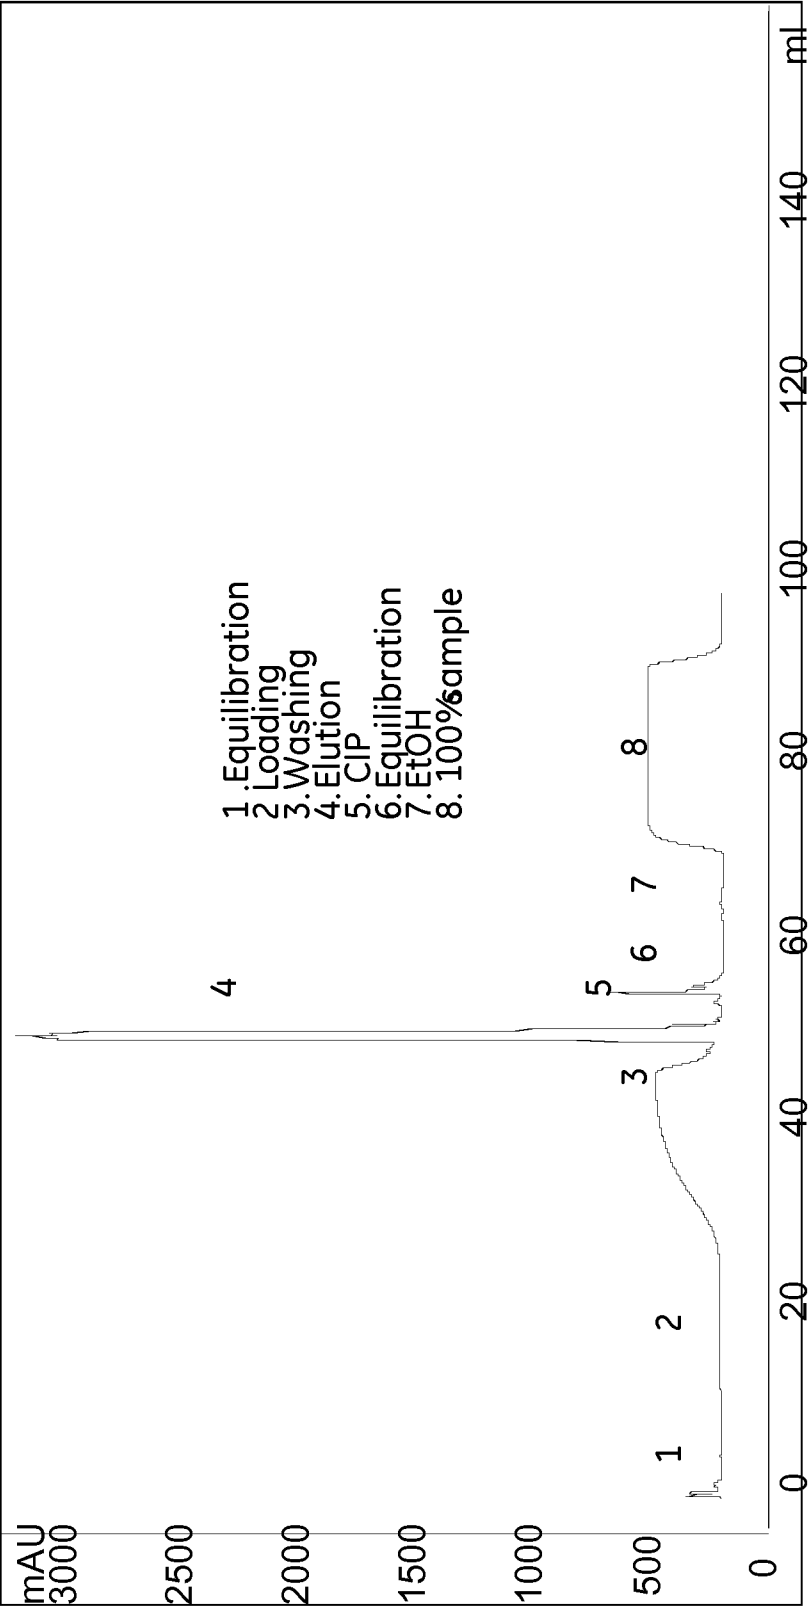 mAU
3000
2500
2000
1500
1000
500
0
4
1.Equilibration
2 Loading
3.Washing
4.Elution
5. CIP
6.Equilibration
7.EtOH
8. 100%sample
1
2
3
5
6
7
8
0
20
40
60
80
100
120
140
ml